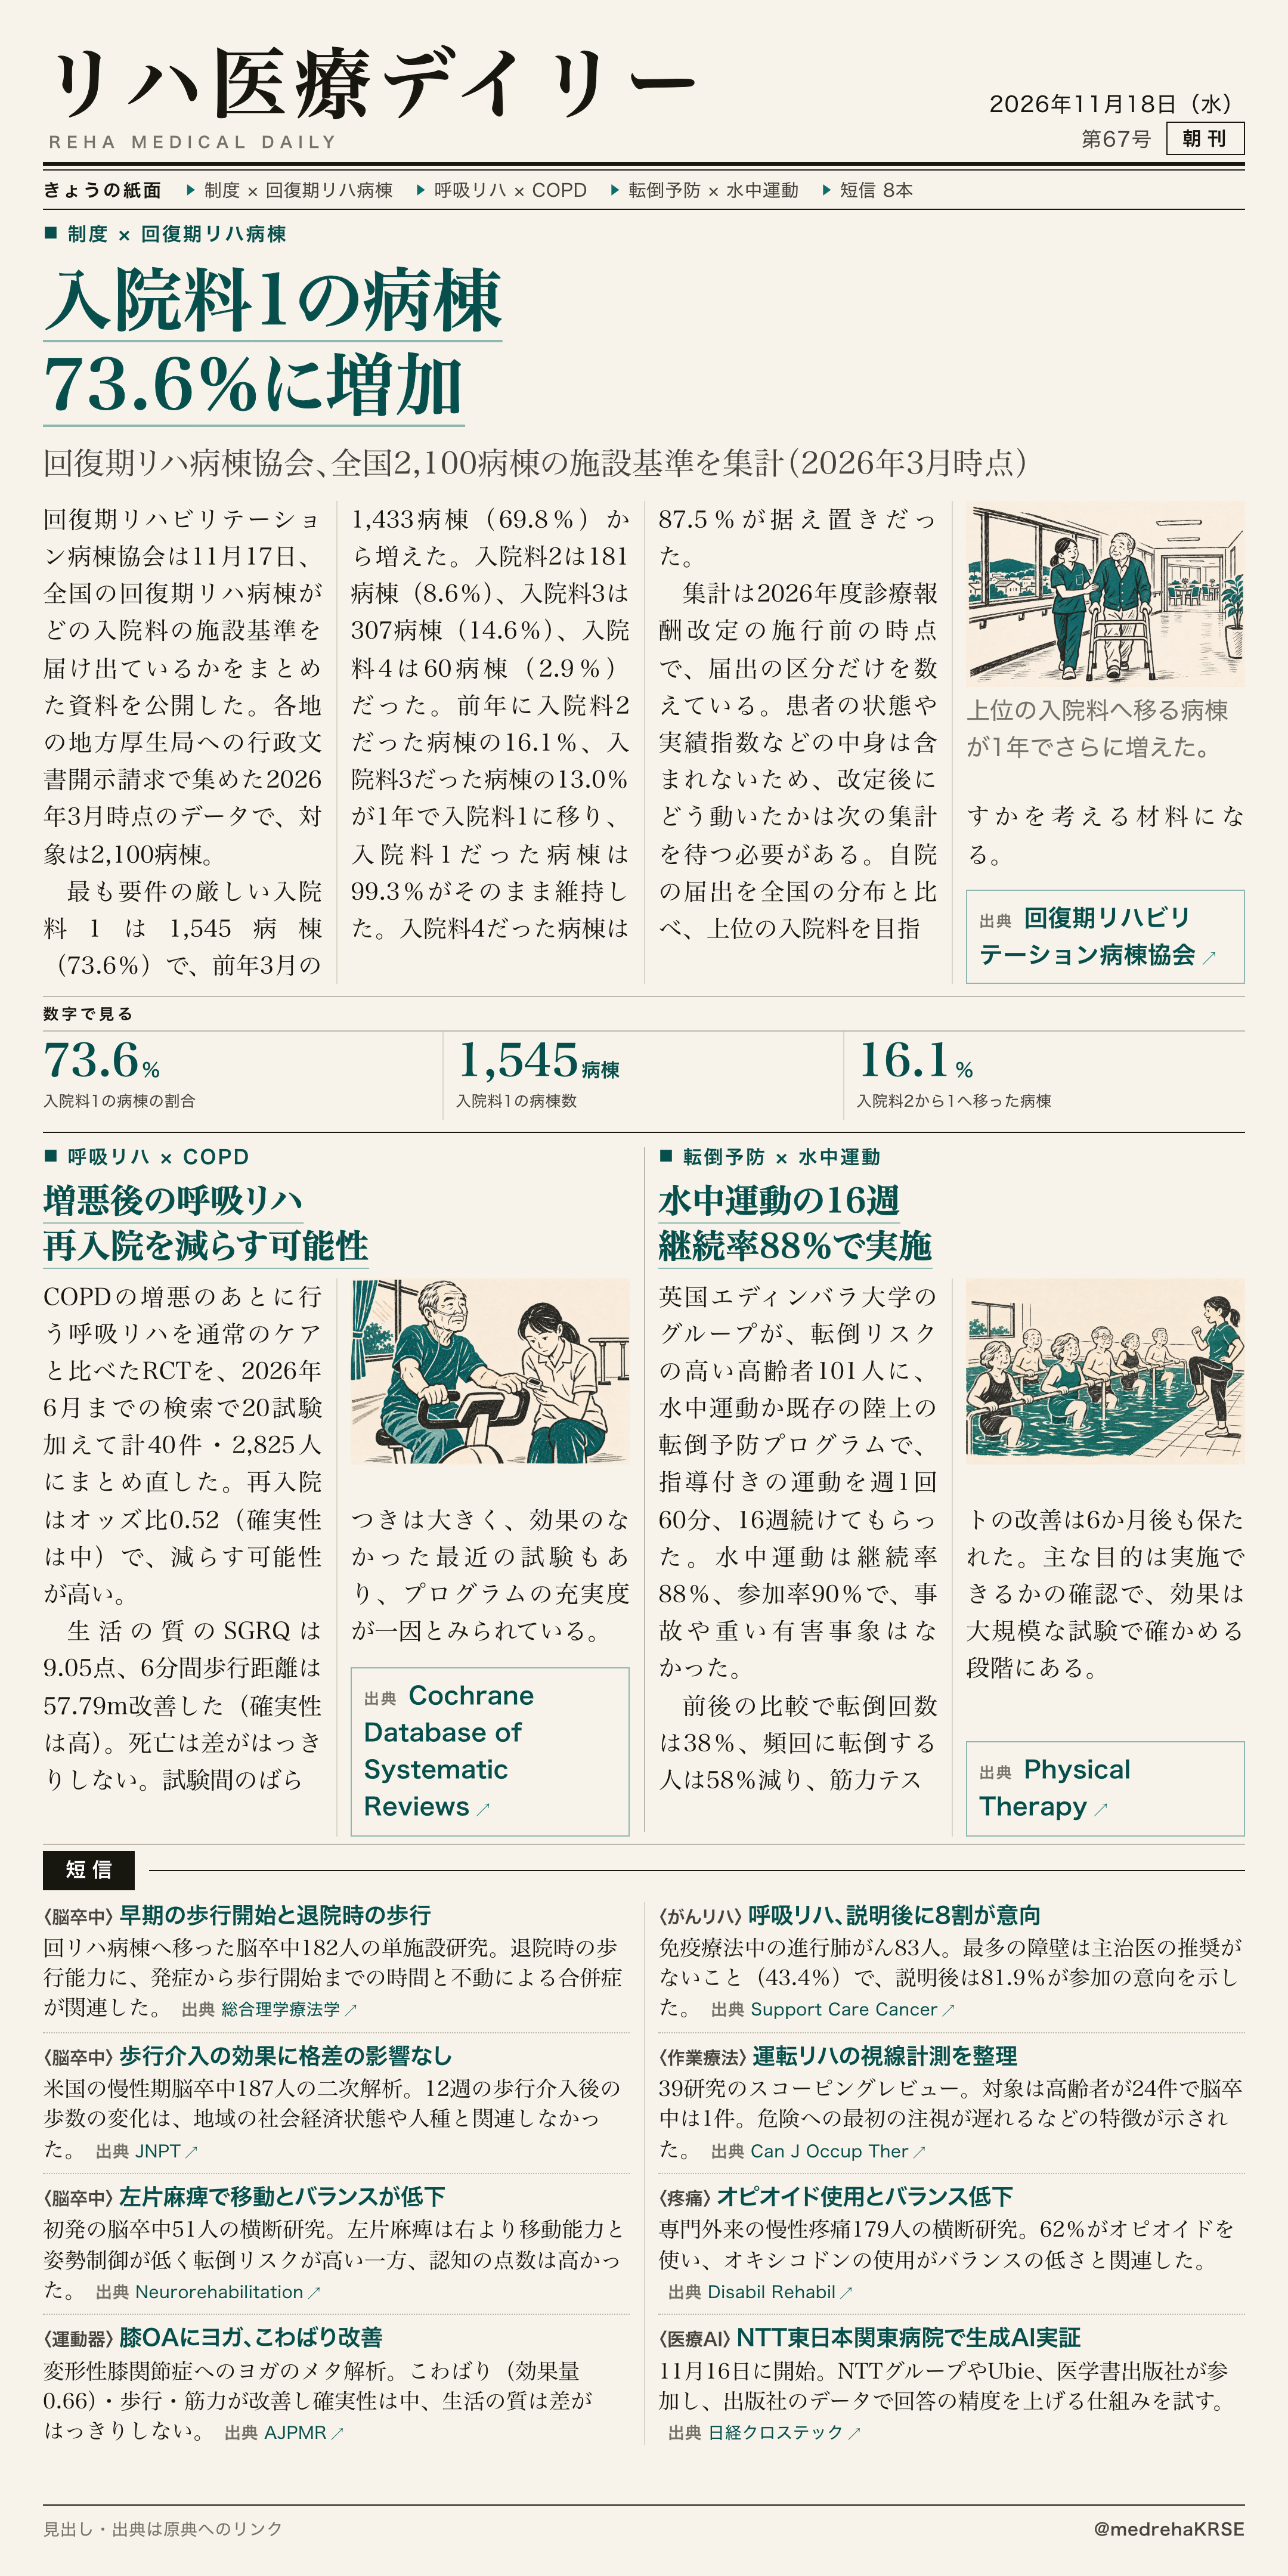 リハ医療デイリー
REHA MEDICAL DAILY
2026年11月18日（水）
第67号 朝刊
きょうの紙面 ▶ 制度 × 回復期リハ病棟 ▶ 呼吸リハ × COPD ▶ 転倒予防 × 水中運動 ▶ 短信 8本
■ 制度 × 回復期リハ病棟
入院料1の病棟
73.6%に増加
回復期リハ病棟協会、全国2,100病棟の施設基準を集計（2026年3月時点）
回復期リハビリテーショ
ン病棟協会は11月17日、
全国の回復期リハ病棟が
どの入院料の施設基準を
届け出ているかをまとめ
た資料を公開した。各地
の地方厚生局への行政文
書開示請求で集めた2026
年3月時点のデータで、対
象は2,100病棟。
最も要件の厳しい入院
料1は1,545病棟
（73.6％）で、前年3月の
1,433病棟（69.8％）か
ら増えた。入院料2は181
病棟（8.6％）、入院料3は
307病棟（14.6％）、入院
料4は60病棟（2.9％）
だった。前年に入院料2
だった病棟の16.1％、入
院料3だった病棟の13.0％
が1年で入院料1に移り、
入院料1だった病棟は
99.3％がそのまま維持し
た。入院料4だった病棟は
87.5％が据え置きだっ
た。
集計は2026年度診療報
酬改定の施行前の時点
で、届出の区分だけを数
えている。患者の状態や
実績指数などの中身は含
まれないため、改定後に
どう動いたかは次の集計
を待つ必要がある。自院
の届出を全国の分布と比
べ、上位の入院料を目指
上位の入院料へ移る病棟
が1年でさらに増えた。
すかを考える材料にな
る。
出典 回復期リハビリ
テーション病棟協会 ↗
数字で見る
73.6%
入院料1の病棟の割合
1,545病棟
入院料1の病棟数
16.1%
入院料2から1へ移った病棟
■ 呼吸リハ × COPD
増悪後の呼吸リハ
再入院を減らす可能性
COPDの増悪のあとに行
う呼吸リハを通常のケア
と比べたRCTを、2026年
6月までの検索で20試験
加えて計40件・2,825人
にまとめ直した。再入院
はオッズ比0.52（確実性
は中）で、減らす可能性
が高い。
生活の質のSGRQは
9.05点、6分間歩行距離は
57.79m改善した（確実性
は高）。死亡は差がはっき
りしない。試験間のばら
つきは大きく、効果のな
かった最近の試験もあ
り、プログラムの充実度
が一因とみられている。
出典 Cochrane
Database of
Systematic
Reviews ↗
■ 転倒予防 × 水中運動
水中運動の16週
継続率88%で実施
英国エディンバラ大学の
グループが、転倒リスク
の高い高齢者101人に、
水中運動か既存の陸上の
転倒予防プログラムで、
指導付きの運動を週1回
60分、16週続けてもらっ
た。水中運動は継続率
88％、参加率90％で、事
故や重い有害事象はな
かった。
前後の比較で転倒回数
は38％、頻回に転倒する
人は58％減り、筋力テス
トの改善は6か月後も保た
れた。主な目的は実施で
きるかの確認で、効果は
大規模な試験で確かめる
段階にある。
出典 Physical
Therapy ↗
短信
〈脳卒中〉早期の歩行開始と退院時の歩行
回リハ病棟へ移った脳卒中182人の単施設研究。退院時の歩
行能力に、発症から歩行開始までの時間と不動による合併症
が関連した。 出典 総合理学療法学 ↗
〈脳卒中〉歩行介入の効果に格差の影響なし
米国の慢性期脳卒中187人の二次解析。12週の歩行介入後の
歩数の変化は、地域の社会経済状態や人種と関連しなかっ
た。 出典 JNPT ↗
〈脳卒中〉左片麻痺で移動とバランスが低下
初発の脳卒中51人の横断研究。左片麻痺は右より移動能力と
姿勢制御が低く転倒リスクが高い一方、認知の点数は高かっ
た。 出典 Neurorehabilitation ↗
〈運動器〉膝OAにヨガ、こわばり改善
変形性膝関節症へのヨガのメタ解析。こわばり（効果量
0.66）・歩行・筋力が改善し確実性は中、生活の質は差が
はっきりしない。 出典 AJPMR ↗
〈がんリハ〉呼吸リハ、説明後に8割が意向
免疫療法中の進行肺がん83人。最多の障壁は主治医の推奨が
ないこと（43.4％）で、説明後は81.9％が参加の意向を示し
た。 出典 Support Care Cancer ↗
〈作業療法〉運転リハの視線計測を整理
39研究のスコーピングレビュー。対象は高齢者が24件で脳卒
中は1件。危険への最初の注視が遅れるなどの特徴が示され
た。 出典 Can J Occup Ther ↗
〈疼痛〉オピオイド使用とバランス低下
専門外来の慢性疼痛179人の横断研究。62％がオピオイドを
使い、オキシコドンの使用がバランスの低さと関連した。
出典 Disabil Rehabil ↗
〈医療AI〉NTT東日本関東病院で生成AI実証
11月16日に開始。NTTグループやUbie、医学書出版社が参
加し、出版社のデータで回答の精度を上げる仕組みを試す。
出典 日経クロステック ↗
見出し・出典は原典へのリンク
@medrehaKRSE